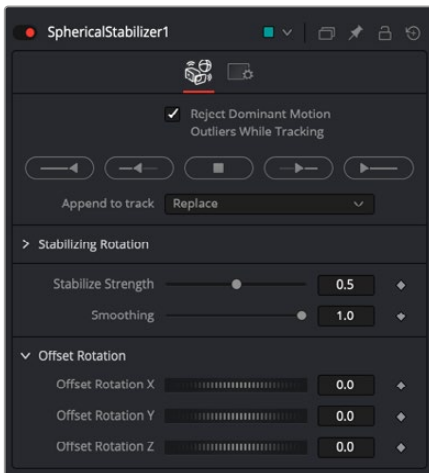 SphericalStabilizer1
Reject Dominant Motion
Outliers While Tracking
Append to track Replace
Stabilizing Rotation
Stabilize Strength 0.5
Smoothing 1.0
Offset Rotation
Offset Rotation X 0.0
Offset Rotation Y 0.0
Offset Rotation Z 0.0